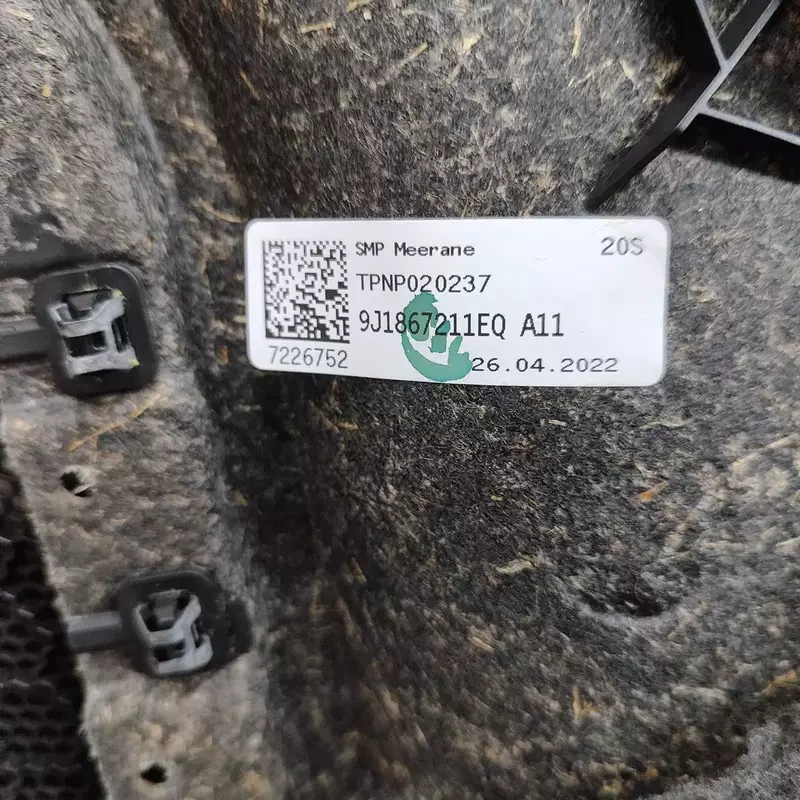 SMP Meerane 20S
TPNP020237
9J1867211EQ A11
7226752 26.04.2022